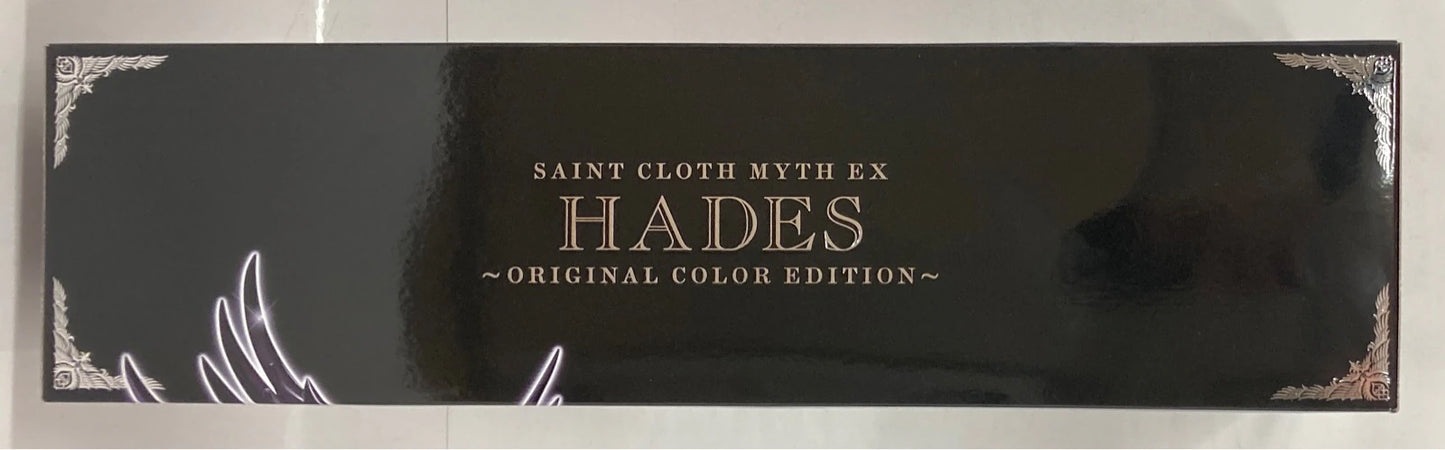 SAINT CLOTH MYTH EX
HADES
~ORIGINAL COLOR EDITION~